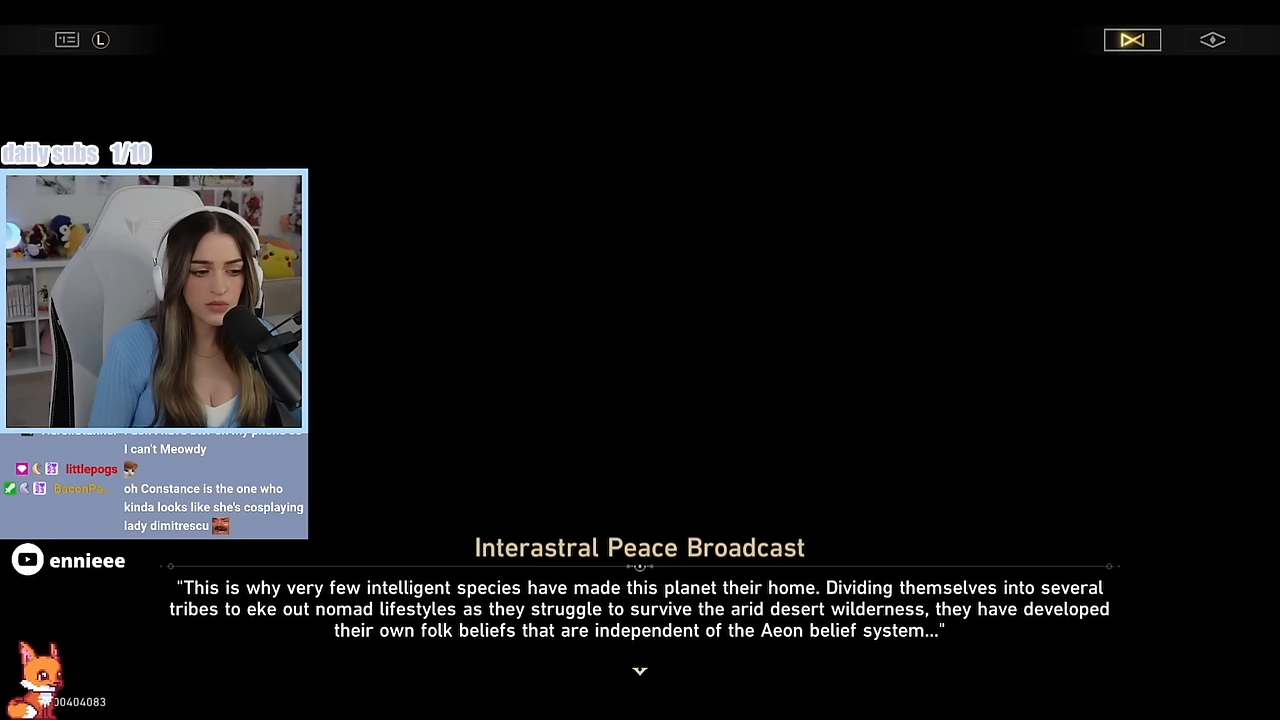 L
daily subs 1/10
I can't Meowdy
littlepogs
BaconPa...
oh Constance is the one who
kinda looks like she's cosplaying
lady dimitrescu
ennieee
Interastral Peace Broadcast
"This is why very few intelligent species have made this planet their home. Dividing themselves into several
tribes to eke out nomad lifestyles as they struggle to survive the arid desert wilderness, they have developed
their own folk beliefs that are independent of the Aeon belief system..."
00404083